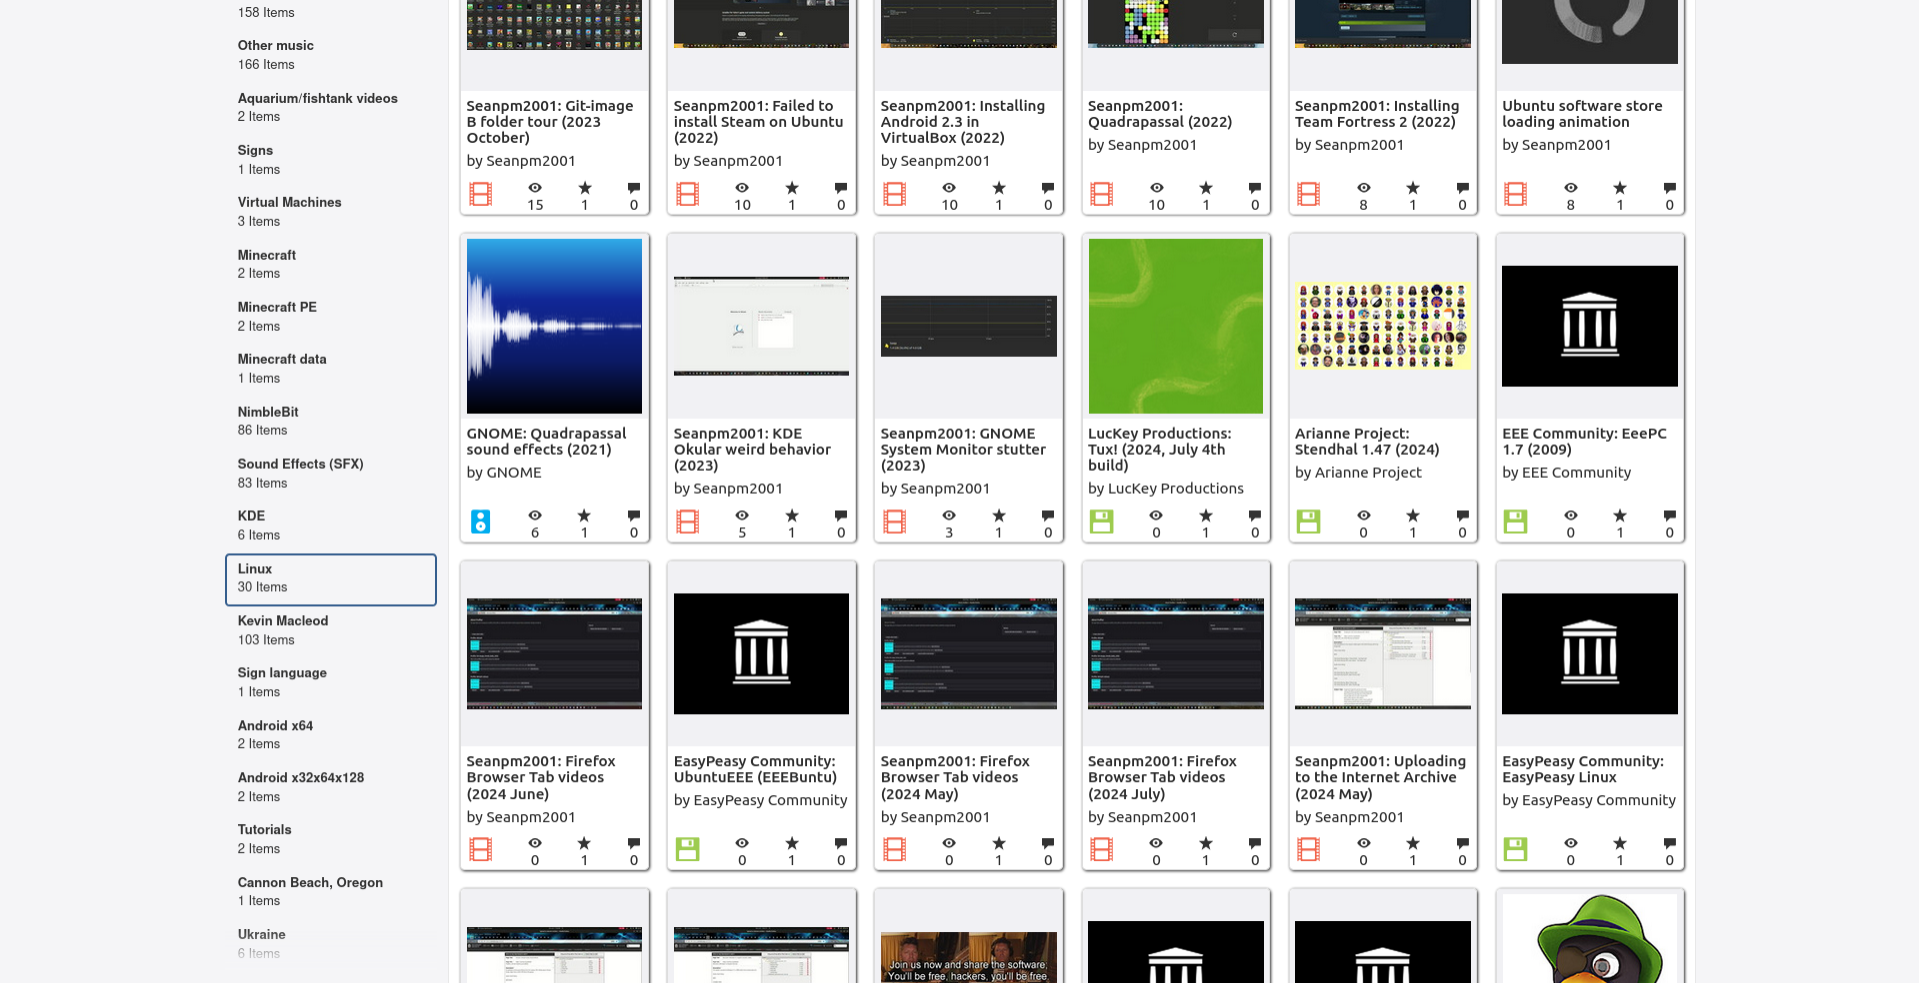 158 Items
Other music
166 Items
Aquarium/fishtank videos
2 Items
Signs
1 Items
Virtual Machines
3 Items
Minecraft
2 Items
Minecraft PE
2 Items
Minecraft data
1 Items
NimbleBit
86 Items
Sound Effects (SFX)
83 Items
KDE
6 Items
Linux
30 Items
Kevin Macleod
103 Items
Sign language
1 Items
Android x64
2 Items
Android x32x64x128
2 Items
Tutorials
2 Items
Cannon Beach, Oregon
1 Items
Ukraine
6 Items
Seanpm2001: Git-image
B folder tour (2023
October)
by Seanpm2001
15 1 0
Seanpm2001: Failed to
install Steam on Ubuntu
(2022)
by Seanpm2001
10 1 0
Seanpm2001: Installing
Android 2.3 in
VirtualBox (2022)
by Seanpm2001
10 1 0
Seanpm2001:
Quadrapassal (2022)
by Seanpm2001
10 1 0
Seanpm2001: Installing
Team Fortress 2 (2022)
by Seanpm2001
8 1 0
Ubuntu software store
loading animation
by Seanpm2001
8 1 0
GNOME: Quadrapassal
sound effects (2021)
by GNOME
6 1 0
Seanpm2001: KDE
Okular weird behavior
(2023)
by Seanpm2001
5 1 0
Seanpm2001: GNOME
System Monitor stutter
(2023)
by Seanpm2001
3 1 0
LucKey Productions:
Tux! (2024, July 4th
build)
by LucKey Productions
0 1 0
Arianne Project:
Stendhal 1.47 (2024)
by Arianne Project
0 1 0
EEE Community: EeePC
1.7 (2009)
by EEE Community
0 1 0
Seanpm2001: Firefox
Browser Tab videos
(2024 June)
by Seanpm2001
0 1 0
EasyPeasy Community:
UbuntuEEE (EEEBuntu)
by EasyPeasy Community
0 1 0
Seanpm2001: Firefox
Browser Tab videos
(2024 May)
by Seanpm2001
0 1 0
Seanpm2001: Firefox
Browser Tab videos
(2024 July)
by Seanpm2001
0 1 0
Seanpm2001: Uploading
to the Internet Archive
(2024 May)
by Seanpm2001
0 1 0
EasyPeasy Community:
EasyPeasy Linux
by EasyPeasy Community
0 1 0
Join us now and share the software;
You'll be free, hackers, you'll be free.